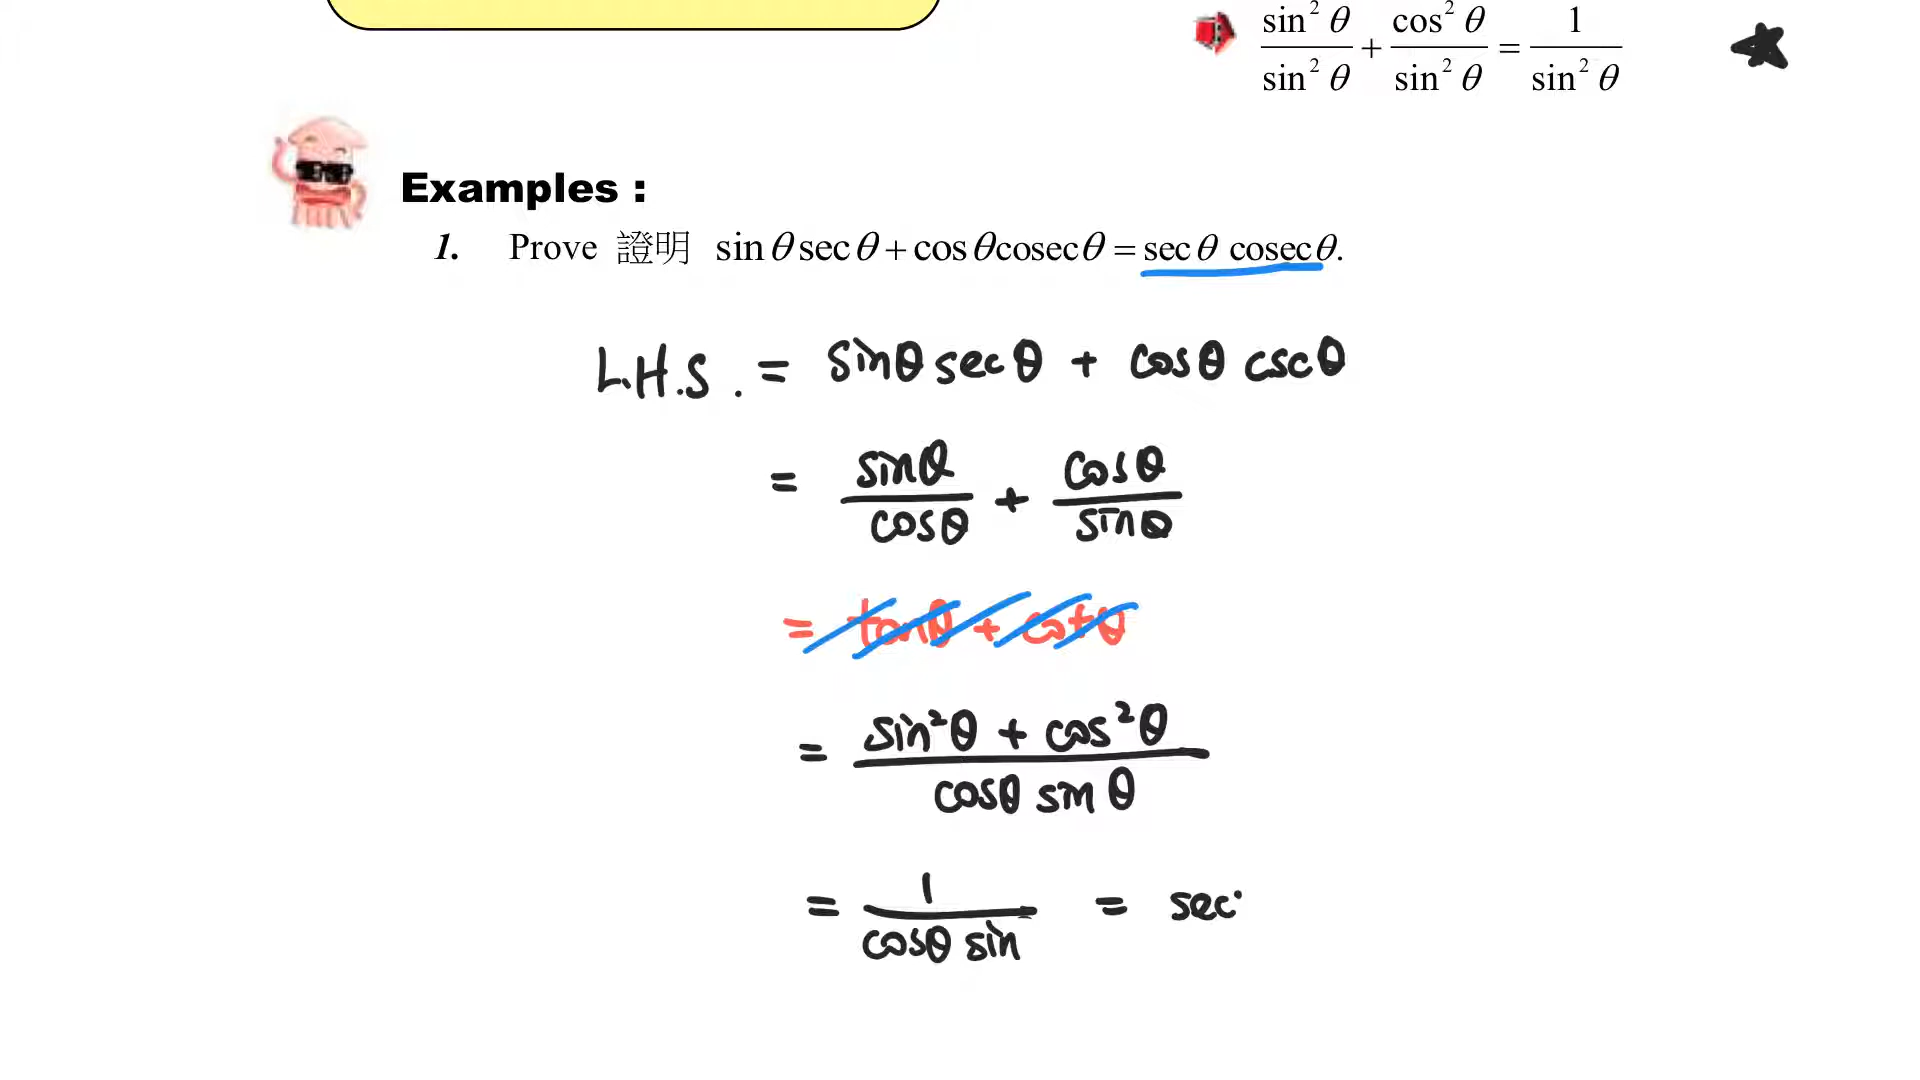 sin² θ / sin² θ + cos² θ / sin² θ = 1 / sin² θ
Examples :
1. Prove 證明 sin θ sec θ + cos θ cosec θ = sec θ cosec θ.
L.H.S. = sinθ secθ + cosθ cscθ
= sinθ / cosθ + cosθ / sinθ
= tanθ + cotθ
= sin²θ + cos²θ / cosθ sinθ
= 1 / cosθ sin = sec